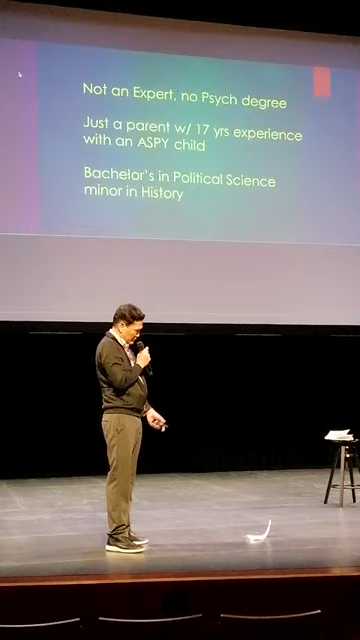 Not an Expert, no Psych degree
Just a parent w/ 17 yrs experience
with an ASPY child
Bachelor's in Political Science
minor in History